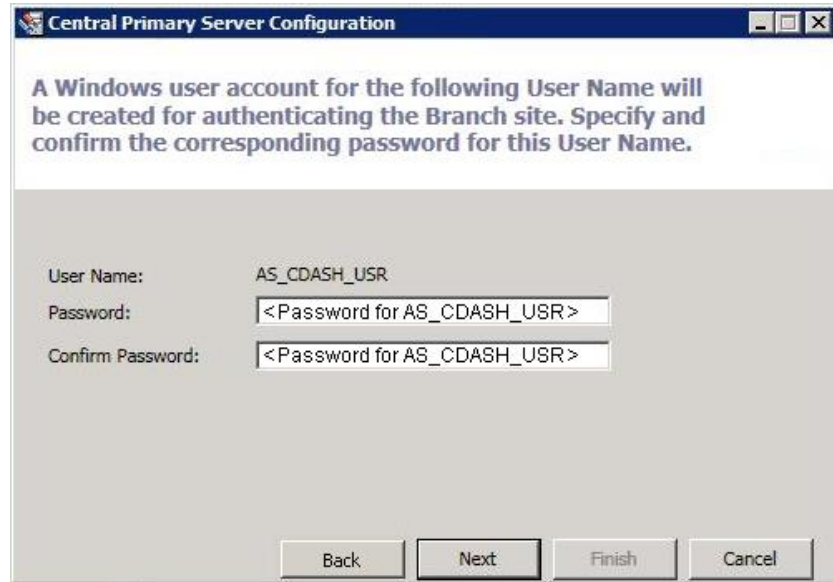 Central Primary Server Configuration
A Windows user account for the following User Name will
be created for authenticating the Branch site. Specify and
confirm the corresponding password for this User Name.
User Name: AS_CDASH_USR
Password: <Password for AS_CDASH_USR>
Confirm Password: <Password for AS_CDASH_USR>
Back Next Finish Cancel